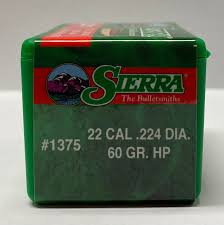 SIERRA
The Bulletsmiths
#1375
22 CAL .224 DIA.
60 GR. HP